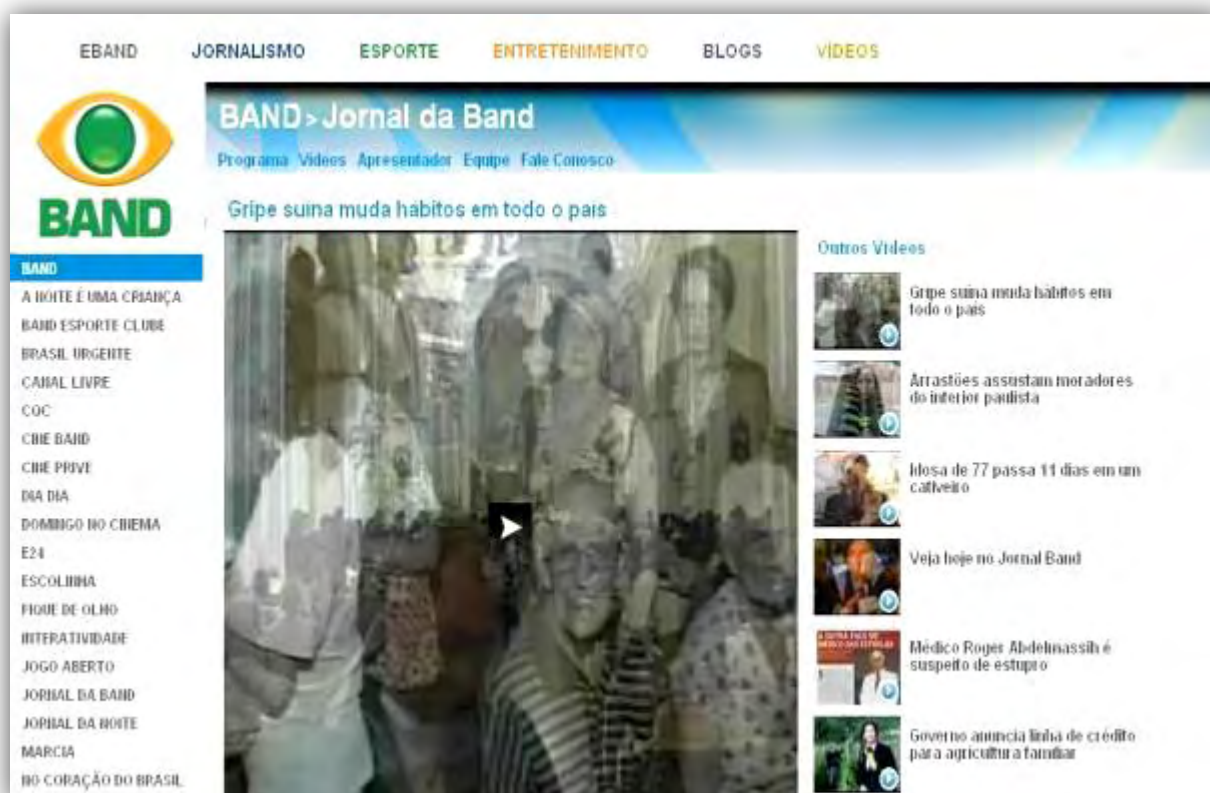 EBAND JORNALISMO ESPORTE ENTRETENIMENTO BLOGS VÍDEOS
BAND > Jornal da Band
Programa Vídeos Apresentador Equipe Fale Conosco
BAND
Gripe suína muda hábitos em todo o país
BAND
A NOITE É UMA CRIANÇA
BAND ESPORTE CLUBE
BRASIL URGENTE
CANAL LIVRE
COC
CINE BAND
CINE PRIVE
DIA DIA
DOMINGO NO CINEMA
E24
ESCOLINHA
FIQUE DE OLHO
INTERATIVIDADE
JOGO ABERTO
JORNAL DA BAND
JORNAL DA NOITE
MARCIA
NO CORAÇÃO DO BRASIL
Outros Vídeos
Gripe suína muda hábitos em
todo o país
Arrastões assustam moradores
do interior paulista
Idosa de 77 passa 11 dias em um
cativeiro
Veja hoje no Jornal Band
Médico Roger Abdelmassih é
suspeito de estupro
Governo anuncia linha de crédito
para agricultura familiar